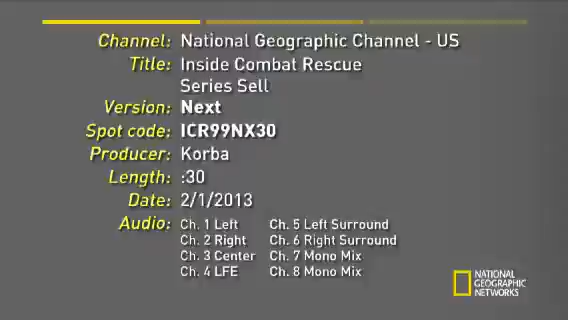 Channel: National Geographic Channel - US
Title: Inside Combat Rescue
Series Sell
Version: Next
Spot code: ICR99NX30
Producer: Korba
Length: :30
Date: 2/1/2013
Audio: Ch. 1 Left Ch. 5 Left Surround
Ch. 2 Right Ch. 6 Right Surround
Ch. 3 Center Ch. 7 Mono Mix
Ch. 4 LFE Ch. 8 Mono Mix
NATIONAL
GEOGRAPHIC
NETWORKS